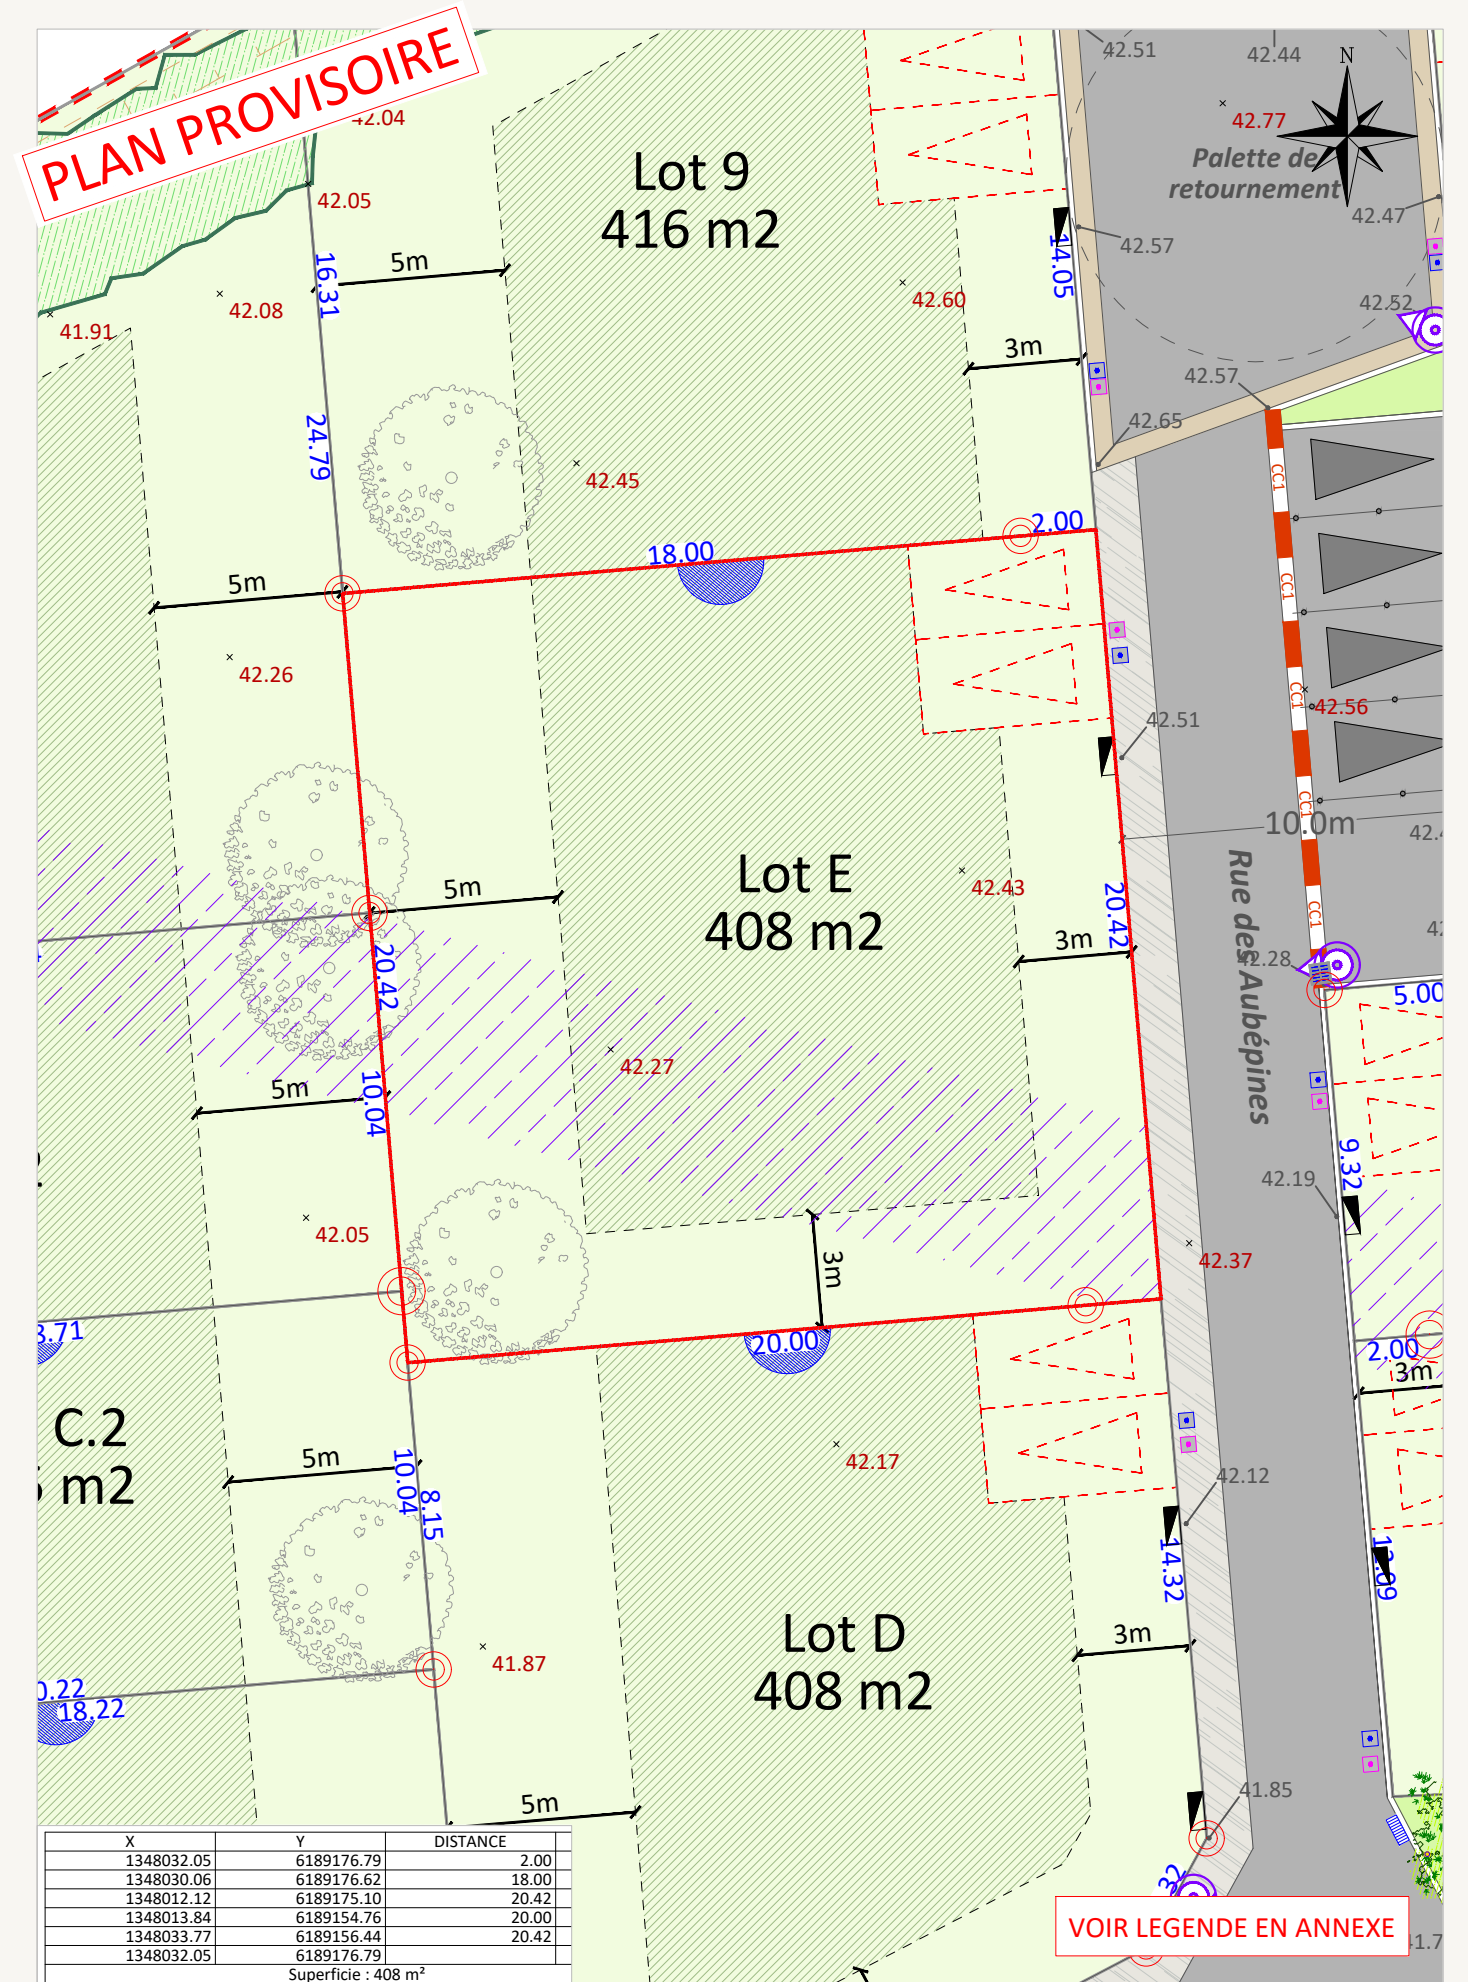 PLAN PROVISOIRE
N
42.51
42.44
42.77
Palette de
retournement
42.04
42.05
Lot 9
416 m2
42.47
42.57
14.05
16.31
5m
42.08
42.60
42.52
41.91
3m
42.57
42.65
24.79
42.45
CC1
2.00
18.00
5m
CC1
42.26
CC1
42.56
42.51
CC1
10.0m
Lot E
408 m2
5m
42.43
20.42
CC1
3m
Rue des Aubépines
42.28
20.42
5.00
42.27
5m
10.04
9.32
42.19
42.05
42.37
3m
3.71
20.00
2.00
3m
C.2
m2
5m
10.04
8.15
42.17
42.12
14.32
Lot D
408 m2
3m
41.87
0.22
18.22
5m
41.85
X Y DISTANCE
1348032.05 6189176.79 2.00
1348030.06 6189176.62 18.00
1348012.12 6189175.10 20.42
1348013.84 6189154.76 20.00
1348033.77 6189156.44 20.42
1348032.05 6189176.79
Superficie : 408 m²
32
VOIR LEGENDE EN ANNEXE